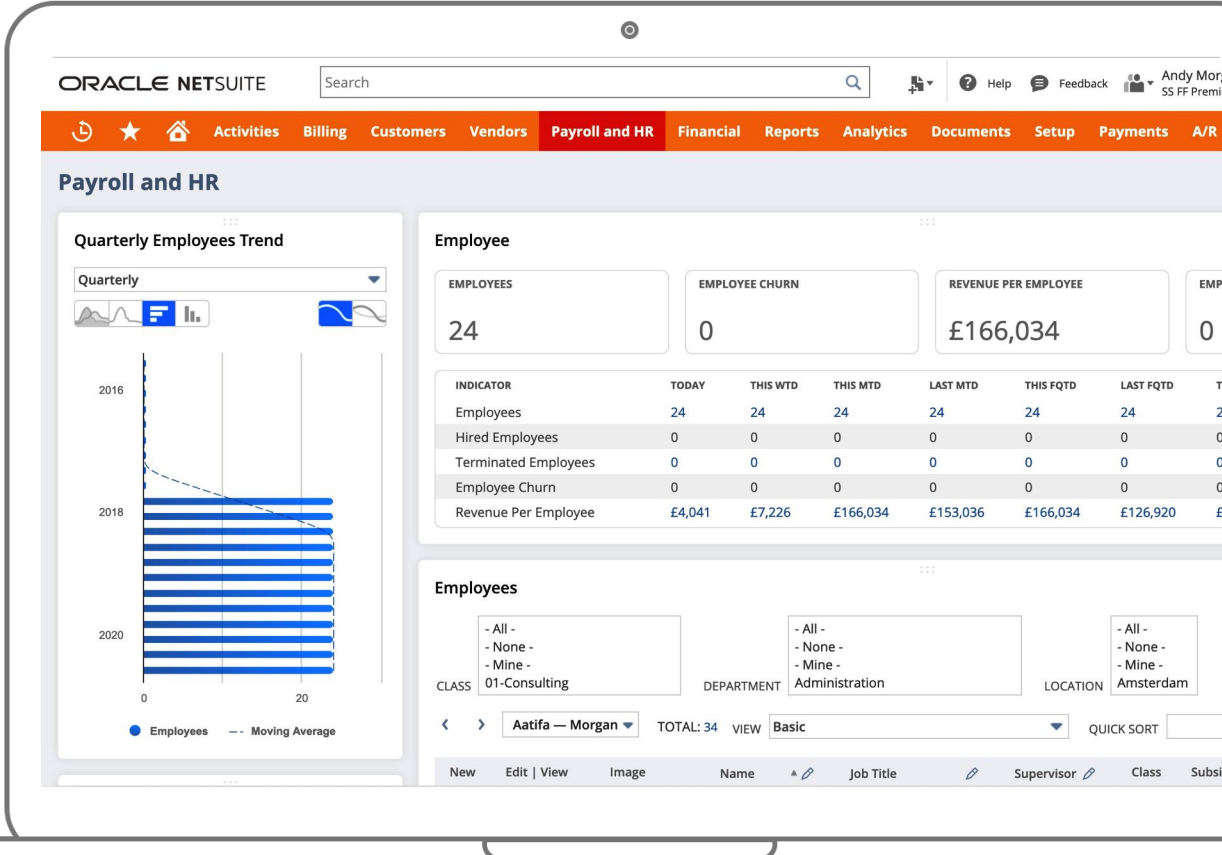 ORACLE NETSUITE
Search
Help
Feedback
Andy
SS FF
Activities Billing Customers Vendors Payroll and HR Financial Reports Analytics Documents Setup Payments A/R
Payroll and HR
Quarterly Employees Trend
Quarterly
2016
2018
2020
0 20
Employees Moving Average
Employee
EMPLOYEES
24
EMPLOYEE CHURN
0
REVENUE PER EMPLOYEE
£166,034
0
INDICATOR TODAY THIS WTD THIS MTD LAST MTD THIS FQTD LAST FQTD
Employees 24 24 24 24 24 24
Hired Employees 0 0 0 0 0 0
Terminated Employees 0 0 0 0 0 0
Employee Churn 0 0 0 0 0 0
Revenue Per Employee £4,041 £7,226 £166,034 £153,036 £166,034 £126,920
Employees
CLASS
- All -
- None -
- Mine -
01-Consulting
DEPARTMENT
- All -
- None -
- Mine -
Administration
LOCATION
- All -
- None -
- Mine -
Amsterdam
Aatifa — Morgan TOTAL: 34 VIEW Basic QUICK SORT
New Edit | View Image Name Job Title Supervisor Class